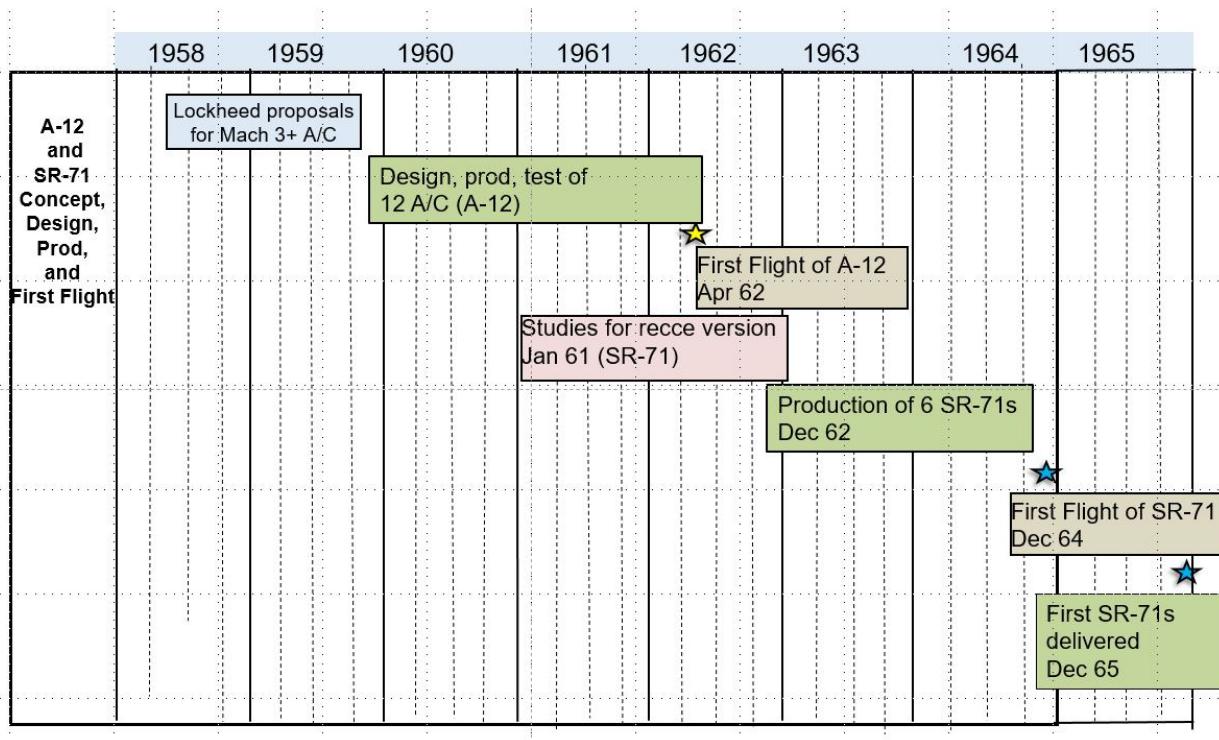 1958 1959 1960 1961 1962 1963 1964 1965
A-12
and
SR-71
Concept,
Design,
Prod,
and
First Flight
Lockheed proposals
for Mach 3+ A/C
Design, prod, test of
12 A/C (A-12)
First Flight of A-12
Apr 62
Studies for recce version
Jan 61 (SR-71)
Production of 6 SR-71s
Dec 62
First Flight of SR-71
Dec 64
First SR-71s
delivered
Dec 65